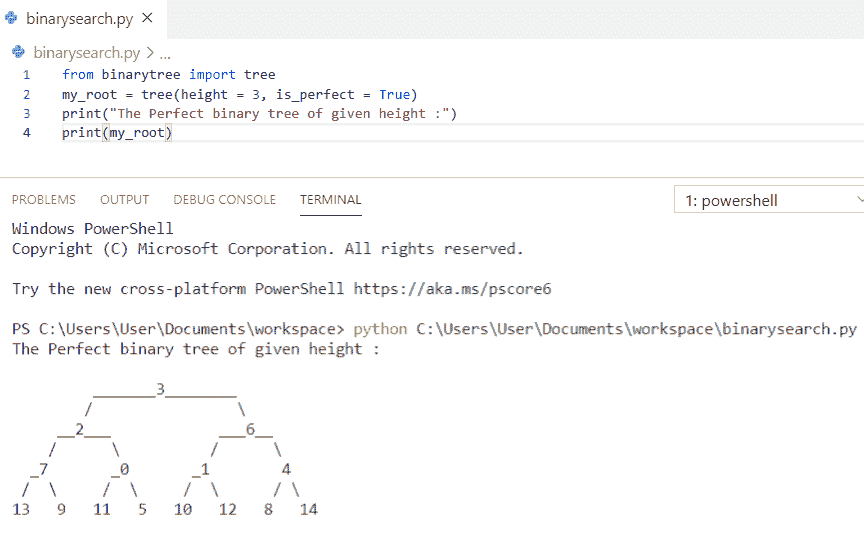 binarysearch.py ×
binarysearch.py > ...
1 from binarytree import tree
2 my_root = tree(height = 3, is_perfect = True)
3 print("The Perfect binary tree of given height :")
4 print(my_root)
PROBLEMS OUTPUT DEBUG CONSOLE TERMINAL 1: powershell
Windows PowerShell
Copyright (C) Microsoft Corporation. All rights reserved.
Try the new cross-platform PowerShell https://aka.ms/pscore6
PS C:\Users\User\Documents\workspace> python C:\Users\User\Documents\workspace\binarysearch.py
The Perfect binary tree of given height :
        _______3________
       /                \
    __2___            ___6__
   /      \          /      \
 _7       _0       _1       4
/  \     /  \     /  \     / \
13   9   11   5   10   12   8   14